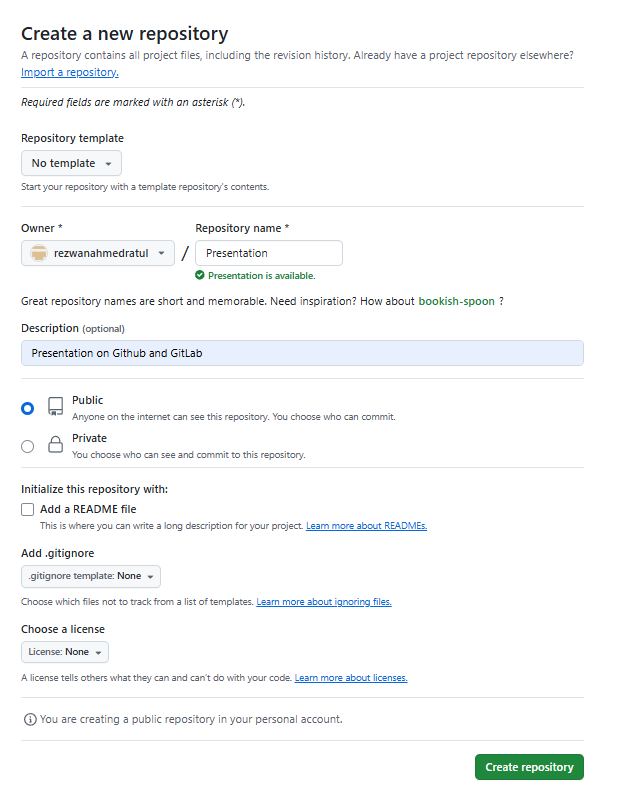 Create a new repository
A repository contains all project files, including the revision history. Already have a project repository elsewhere?
Import a repository.
Required fields are marked with an asterisk (*).
Repository template
No template
Start your repository with a template repository's contents.
Owner * Repository name *
rezwanahmedratul / Presentation
Presentation is available.
Great repository names are short and memorable. Need inspiration? How about bookish-spoon ?
Description (optional)
Presentation on Github and GitLab
Public
Anyone on the internet can see this repository. You choose who can commit.
Private
You choose who can see and commit to this repository.
Initialize this repository with:
Add a README file
This is where you can write a long description for your project. Learn more about READMEs.
Add .gitignore
.gitignore template: None
Choose which files not to track from a list of templates. Learn more about ignoring files.
Choose a license
License: None
A license tells others what they can and can't do with your code. Learn more about licenses.
You are creating a public repository in your personal account.
Create repository